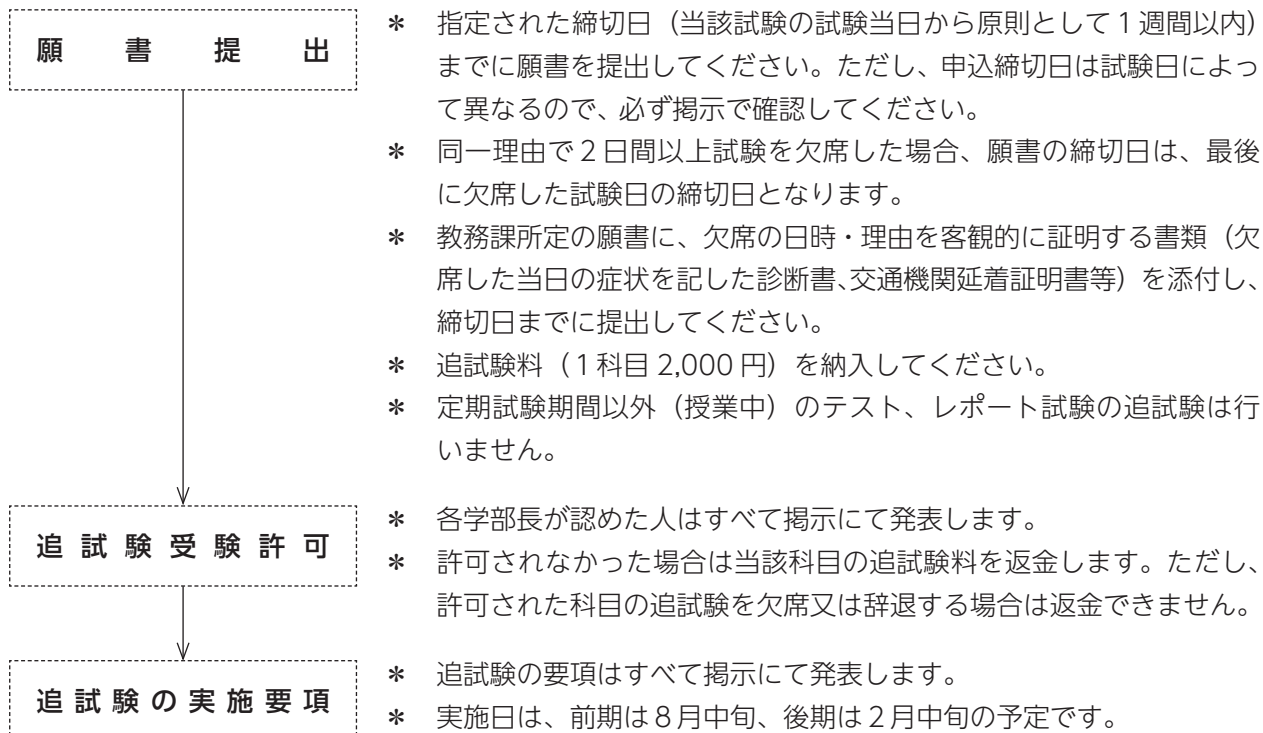 願書提出
＊ 指定された締切日（当該試験の試験当日から原則として１週間以内）
までに願書を提出してください。ただし、申込締切日は試験日によっ
て異なるので、必ず掲示で確認してください。
＊ 同一理由で２日間以上試験を欠席した場合、願書の締切日は、最後
に欠席した試験日の締切日となります。
＊ 教務課所定の願書に、欠席の日時・理由を客観的に証明する書類（欠
席した当日の症状を記した診断書、交通機関延着証明書等）を添付し、
締切日までに提出してください。
＊ 追試験料（１科目 2,000 円）を納入してください。
＊ 定期試験期間以外（授業中）のテスト、レポート試験の追試験は行
いません。
追試験受験許可
＊ 各学部長が認めた人はすべて掲示にて発表します。
＊ 許可されなかった場合は当該科目の追試験料を返金します。ただし、
許可された科目の追試験を欠席又は辞退する場合は返金できません。
追試験の実施要項
＊ 追試験の要項はすべて掲示にて発表します。
＊ 実施日は、前期は８月中旬、後期は２月中旬の予定です。